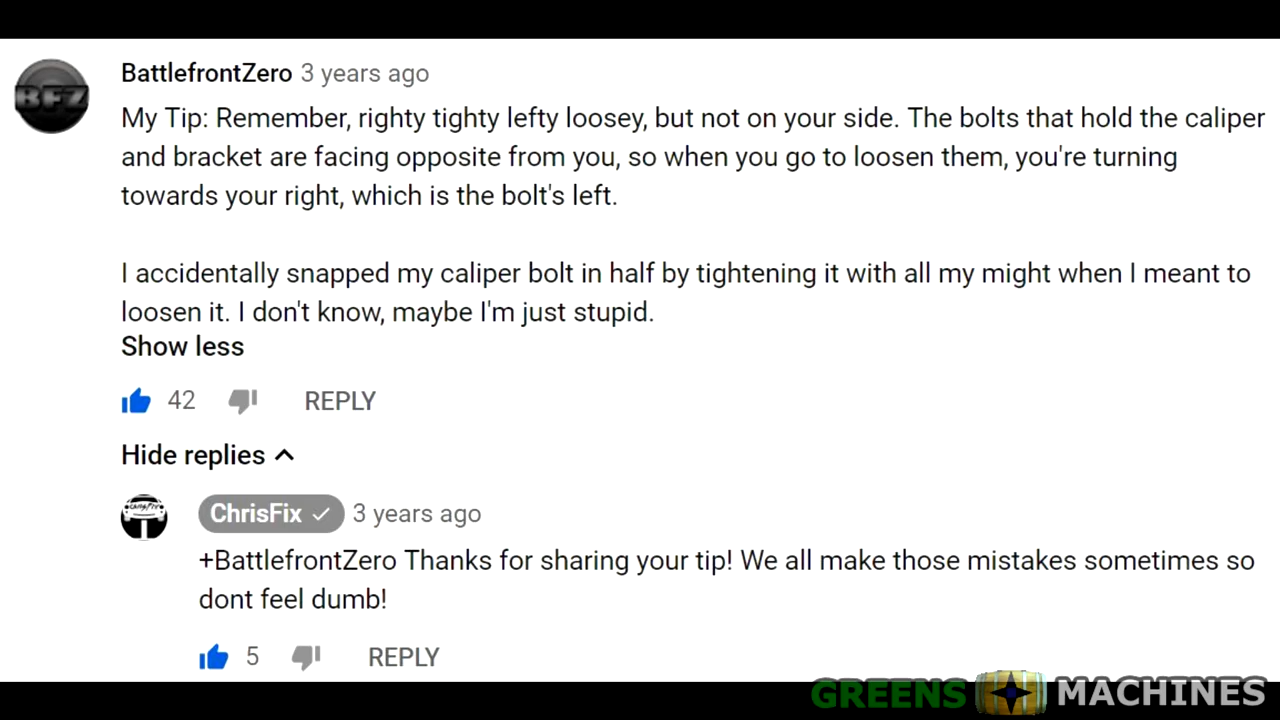 BFZ
BattlefrontZero 3 years ago
My Tip: Remember, righty tighty lefty loosey, but not on your side. The bolts that hold the caliper
and bracket are facing opposite from you, so when you go to loosen them, you're turning
towards your right, which is the bolt's left.
I accidentally snapped my caliper bolt in half by tightening it with all my might when I meant to
loosen it. I don't know, maybe I'm just stupid.
Show less
42 REPLY
Hide replies
ChrisFix
ChrisFix 3 years ago
+BattlefrontZero Thanks for sharing your tip! We all make those mistakes sometimes so
dont feel dumb!
5 REPLY
GREENS MACHINES